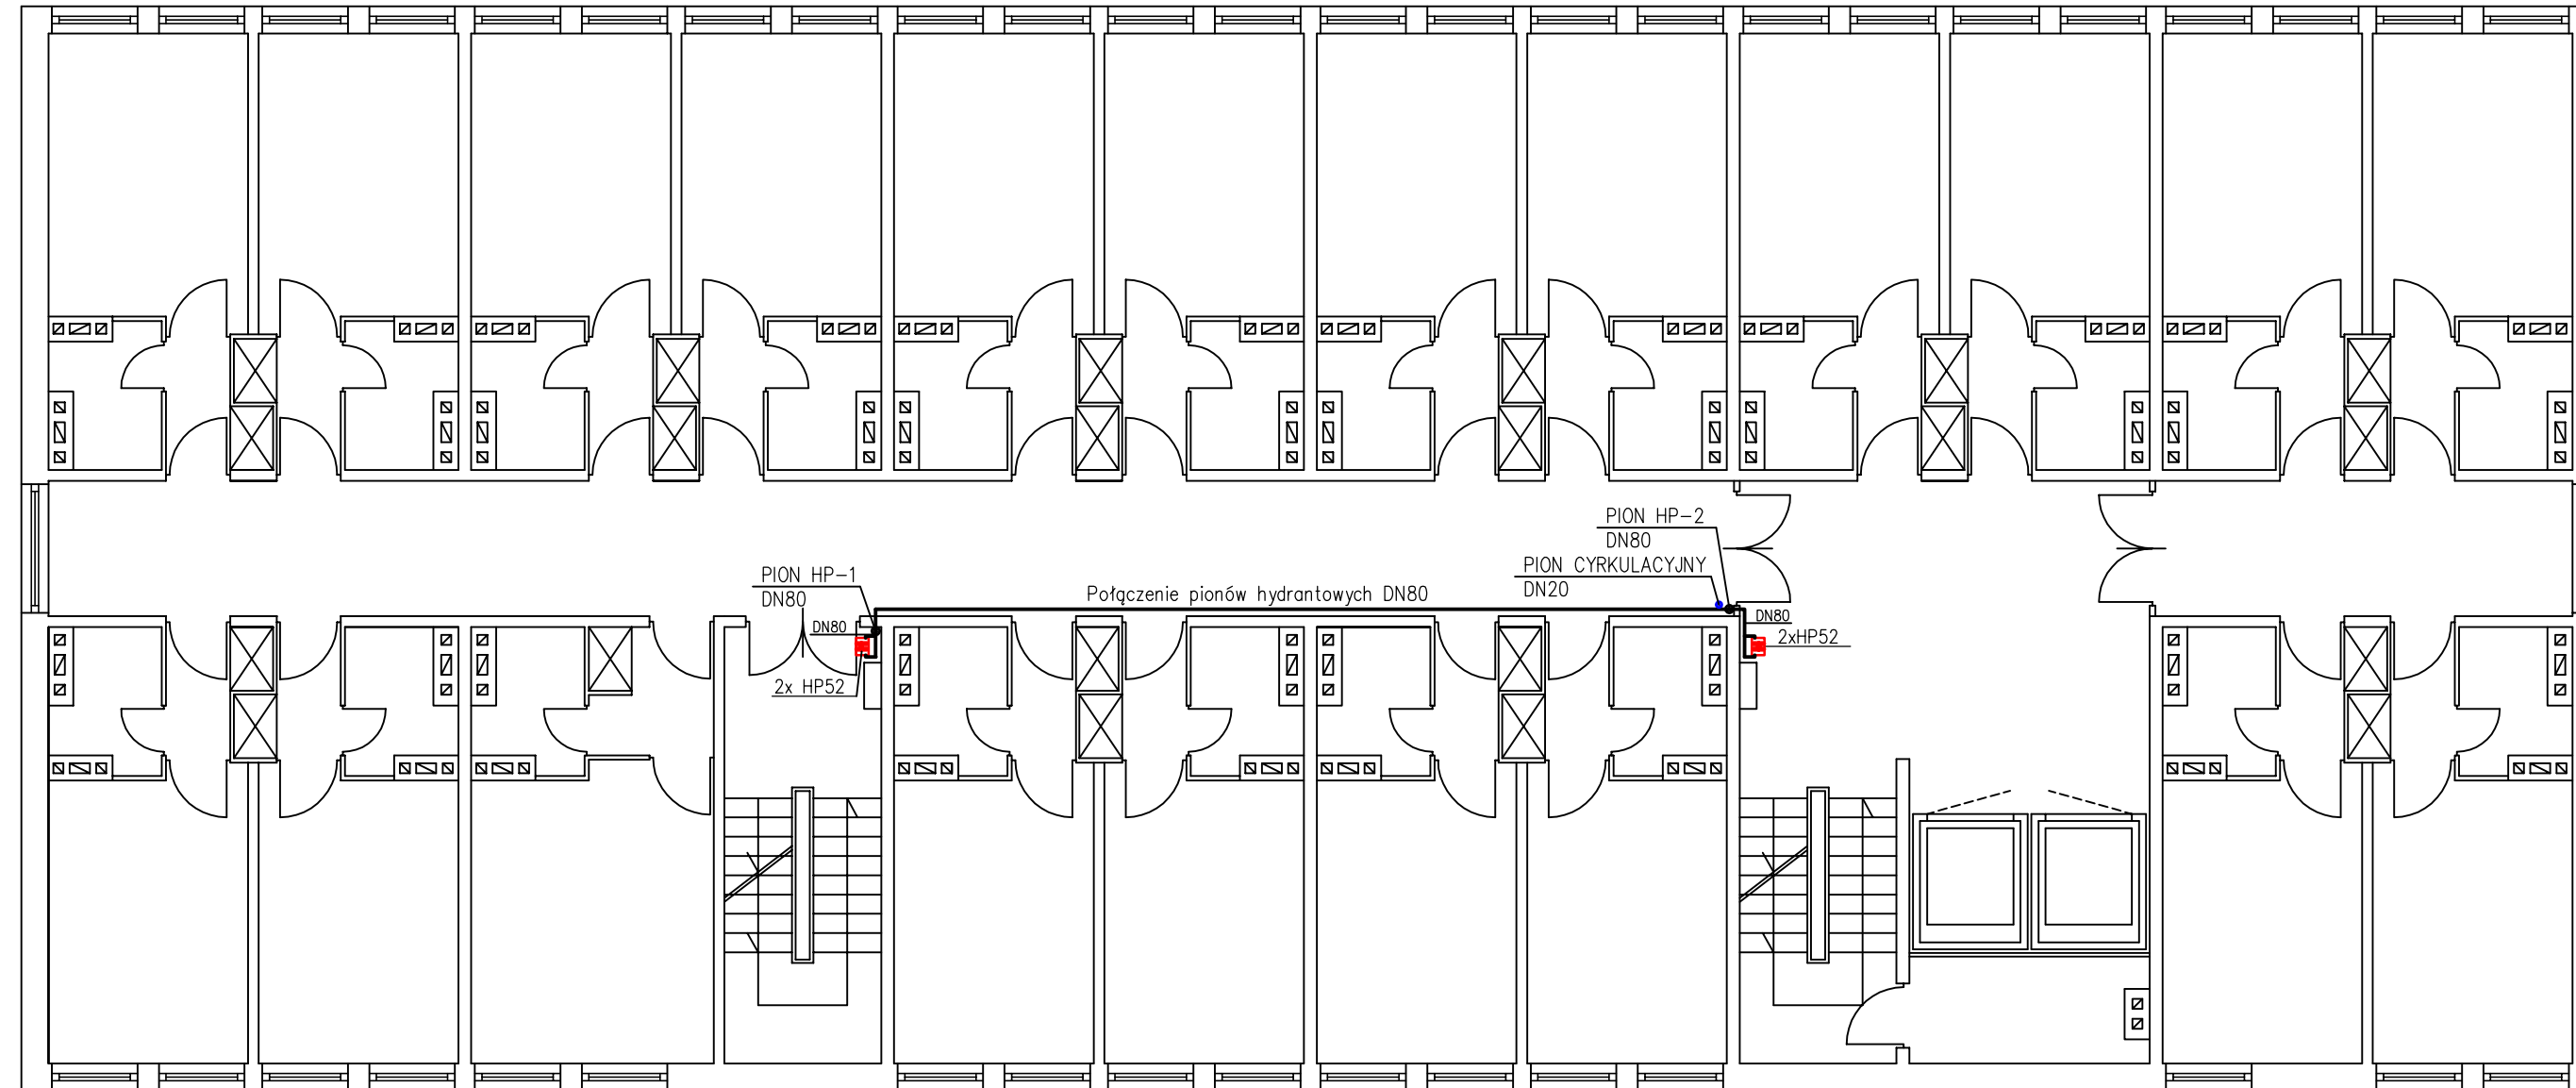 PION HP-2
DN80
PION CYRKULACYJNY
DN20
PION HP-1
DN80
Połączenie pionów hydrantowych DN80
DN80
DN80
2xHP52
2x HP52